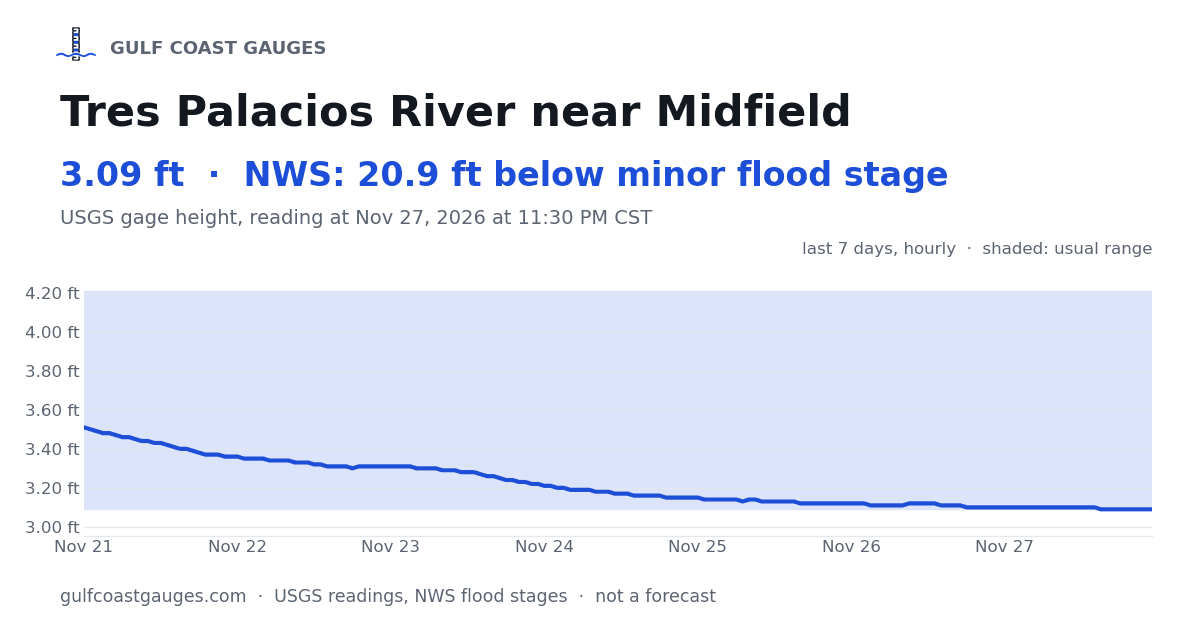 GULF COAST GAUGES
Tres Palacios River near Midfield
3.09 ft · NWS: 20.9 ft below minor flood stage
USGS gage height, reading at Nov 27, 2026 at 11:30 PM CST
last 7 days, hourly · shaded: usual range
4.20 ft
4.00 ft
3.80 ft
3.60 ft
3.40 ft
3.20 ft
3.00 ft
Nov 21 Nov 22 Nov 23 Nov 24 Nov 25 Nov 26 Nov 27
gulfcoastgauges.com · USGS readings, NWS flood stages · not a forecast